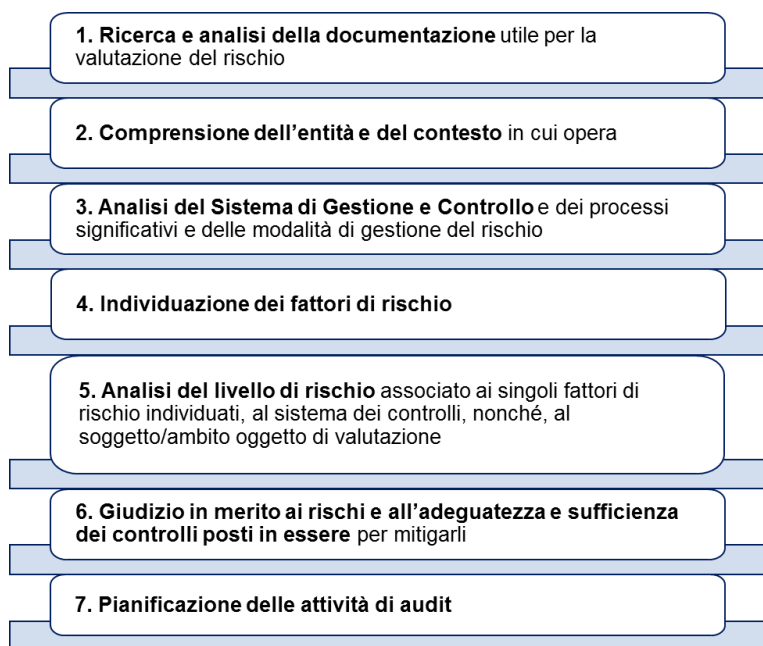 1. Ricerca e analisi della documentazione utile per la
valutazione del rischio
2. Comprensione dell'entità e del contesto in cui opera
3. Analisi del Sistema di Gestione e Controllo e dei processi
significativi e delle modalità di gestione del rischio
4. Individuazione dei fattori di rischio
5. Analisi del livello di rischio associato ai singoli fattori di
rischio individuati, al sistema dei controlli, nonché, al
soggetto/ambito oggetto di valutazione
6. Giudizio in merito ai rischi e all'adeguatezza e sufficienza
dei controlli posti in essere per mitigarli
7. Pianificazione delle attività di audit